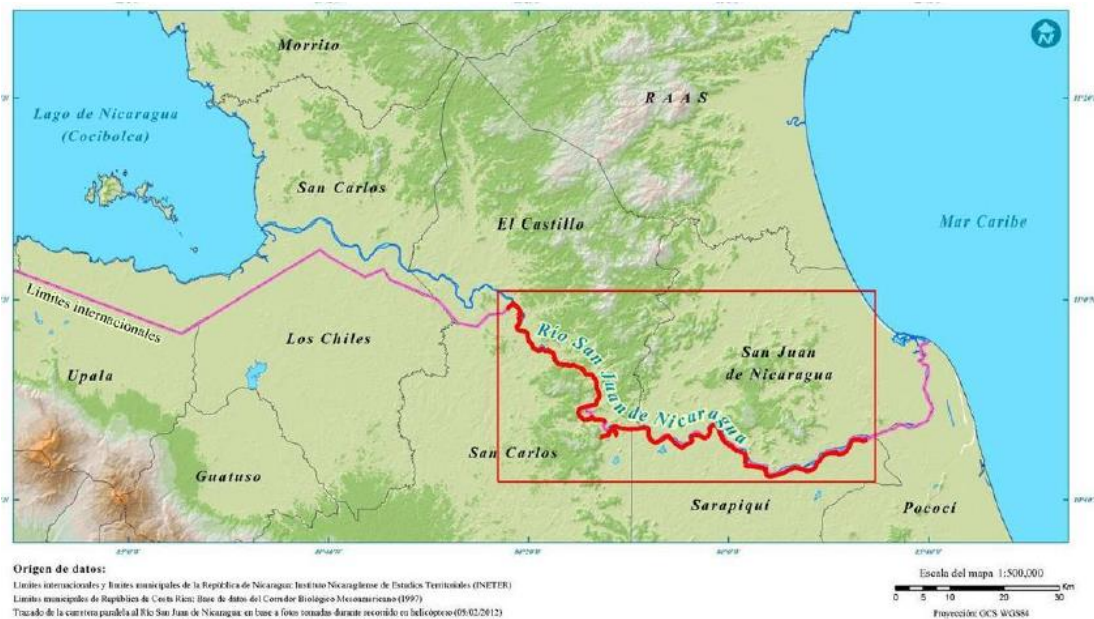 N
Morrito
Lago de Nicaragua
(Cocibolca)
R A A S
San Carlos
El Castillo
Mar Caribe
Límites internacionales
Los Chiles
Río San Juan de Nicaragua
San Juan
de Nicaragua
Upala
San Carlos
Guatuso
Sarapiquí
Pococí
Origen de datos:
Límites internacionales y límites municipales de la República de Nicaragua: Instituto Nicaragüense de Estudios Territoriales (INETER)
Límites municipales de República de Costa Rica: Base de datos del Corredor Biológico Mesoamericano (1997)
Trazado de la carretera paralela al Río San Juan de Nicaragua en base a fotos tomadas durante recorrido en helicóptero (09/02/2012)
Escala del mapa 1:500,000
0 5 10 20 30 Km
Proyección: GCS WGS84